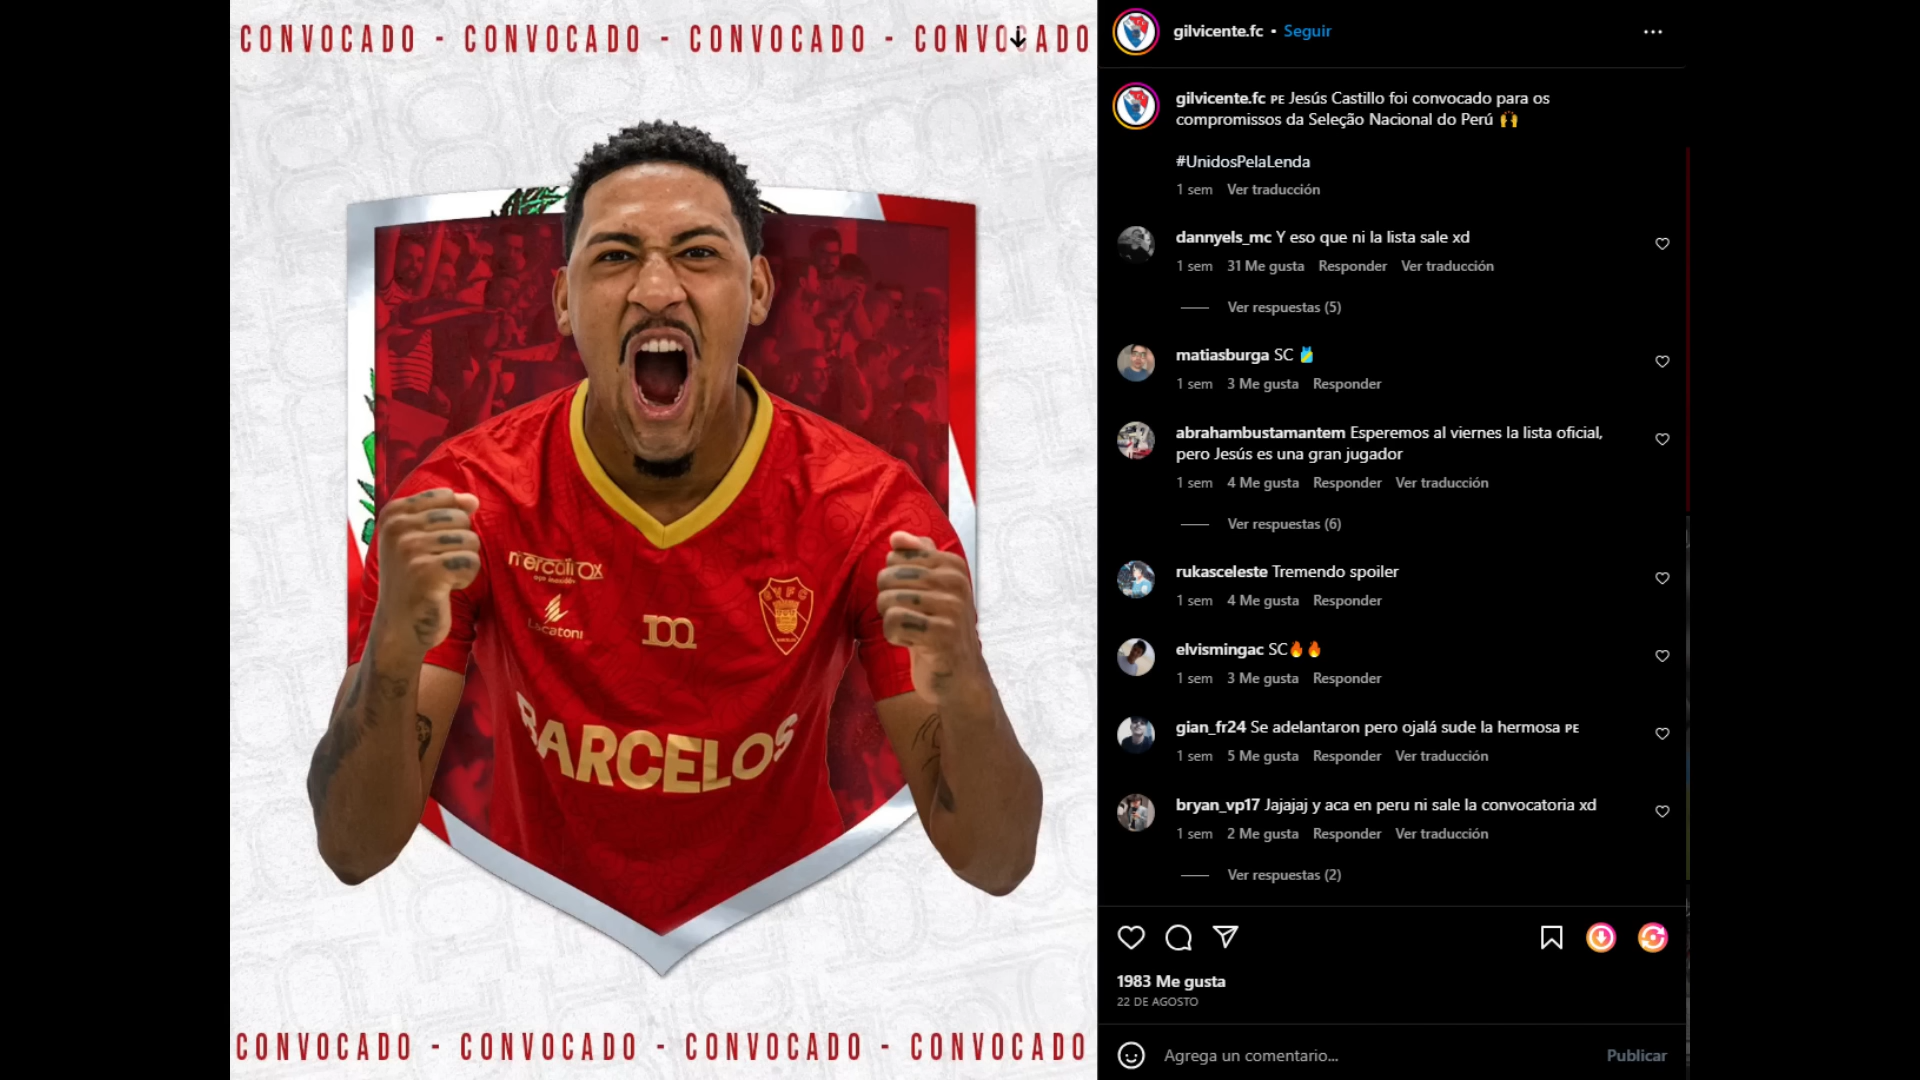 CONVOCADO - CONVOCADO - CONVOCADO - CONVOCADO
mercalinox
Lacatoni
GVFC
BARCELOS
BARCELOS
CONVOCADO - CONVOCADO - CONVOCADO - CONVOCADO
gilvicente.fc • Seguir
gilvicente.fc PE Jesús Castillo foi convocado para os
compromissos da Seleção Nacional do Perú 🙌
#UnidosPelaLenda
1 sem Ver traducción
dannyels_mc Y eso que ni la lista sale xd
1 sem 31 Me gusta Responder Ver traducción
Ver respuestas (5)
matiasburga SC 🎽
1 sem 3 Me gusta Responder
abrahambustamantem Esperemos al viernes la lista oficial,
pero Jesús es una gran jugador
1 sem 4 Me gusta Responder Ver traducción
Ver respuestas (6)
rukasceleste Tremendo spoiler
1 sem 4 Me gusta Responder
elvismingac SC🔥🔥
1 sem 3 Me gusta Responder
gian_fr24 Se adelantaron pero ojalá sude la hermosa PE
1 sem 5 Me gusta Responder Ver traducción
bryan_vp17 Jajajaj y aca en peru ni sale la convocatoria xd
1 sem 2 Me gusta Responder Ver traducción
Ver respuestas (2)
1983 Me gusta
22 DE AGOSTO
Agrega un comentario...
Publicar